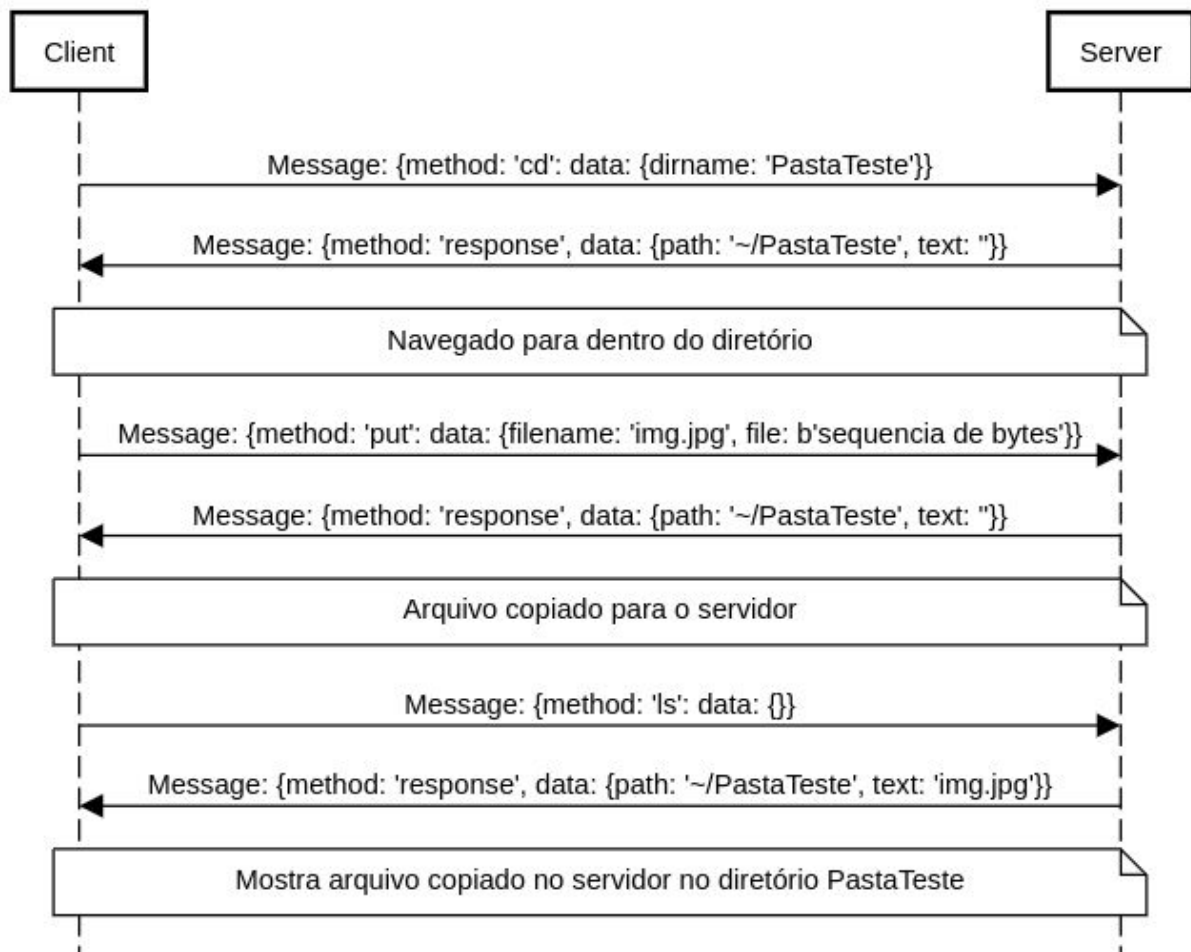 Client
Server
Message: {method: 'cd': data: {dirname: 'PastaTeste'}}
Message: {method: 'response', data: {path: '~/PastaTeste', text: ''}}
Navegado para dentro do diretório
Message: {method: 'put': data: {filename: 'img.jpg', file: b'sequencia de bytes'}}
Message: {method: 'response', data: {path: '~/PastaTeste', text: ''}}
Arquivo copiado para o servidor
Message: {method: 'ls': data: {}}
Message: {method: 'response', data: {path: '~/PastaTeste', text: 'img.jpg'}}
Mostra arquivo copiado no servidor no diretório PastaTeste